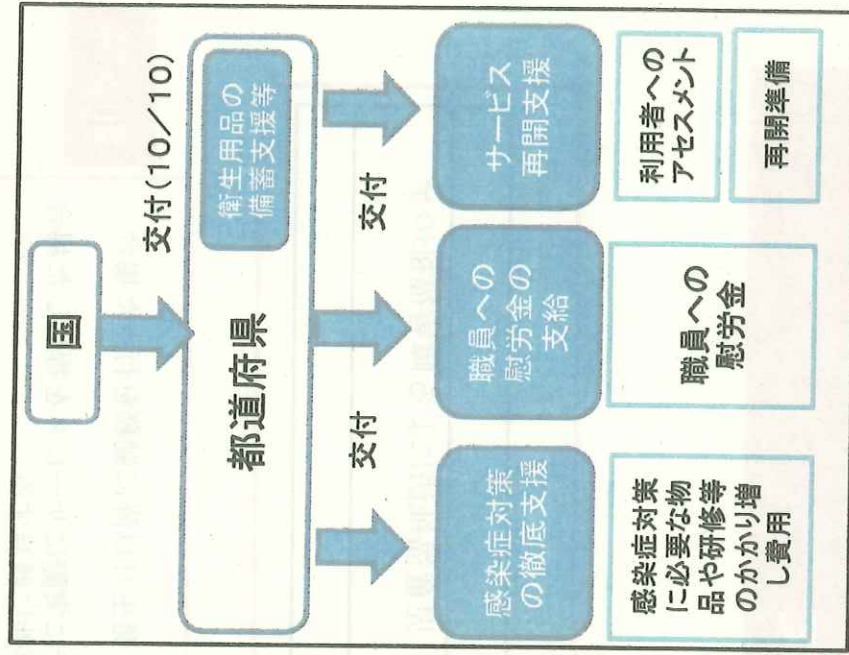 国
交付(10/10)
都道府県
衛生用品の
備蓄支援等
交付
交付
感染症対策
の徹底支援
職員への
慰労金の
支給
サービス
再開支援
感染症対策
に必要な物
品や研修等
のかかり増
し費用
職員への
慰労金
利用者への
アセスメント
再開準備